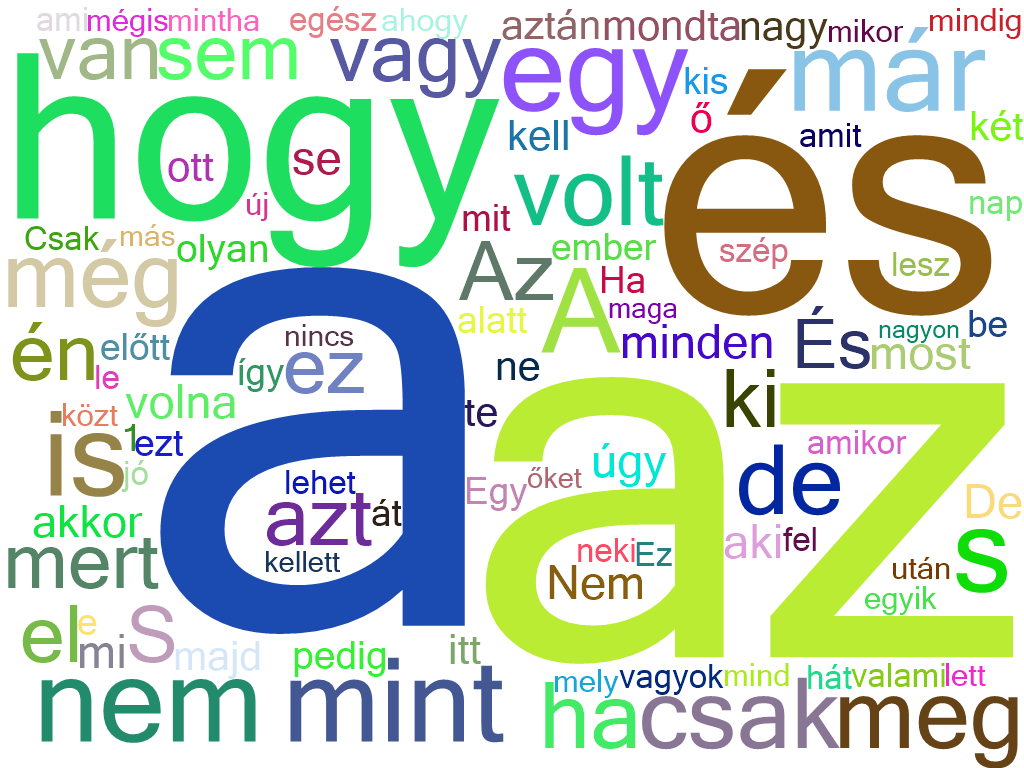 ami mégis mintha egész ahogy aztán mondta nagy mikor mindig
van sem vagy egy kis már
hogy ő kell amit két
és
ott se új volt mit nap
Csak más olyan Az ember szép lesz
még A Ha maga
alatt minden És nagyon be
én előtt nincs ez így ne most
a az
le volna te ki
közt 1 ezt amikor
is jó lehet Egy őket úgy de De
akkor azt át aki fel
mert kellett neki Ez Nem után s
egyik
el e mi S majd pedig itt
mely vagyok mind hát valami lett
nem mint ha csak meg